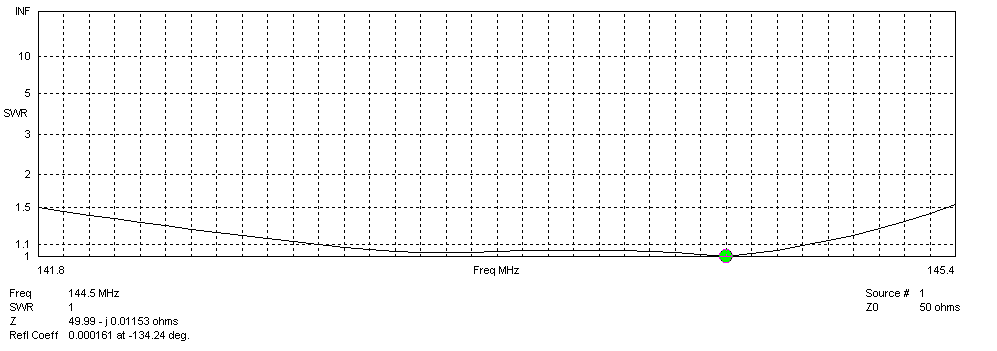 INF
10
5
SWR
3
2
1.5
1.1
1
141.8 Freq MHz 145.4
Freq 144.5 MHz Source # 1
SWR 1 Z0 50 ohms
Z 49.99 - j 0.01153 ohms
Refl Coeff 0.000161 at -134.24 deg.